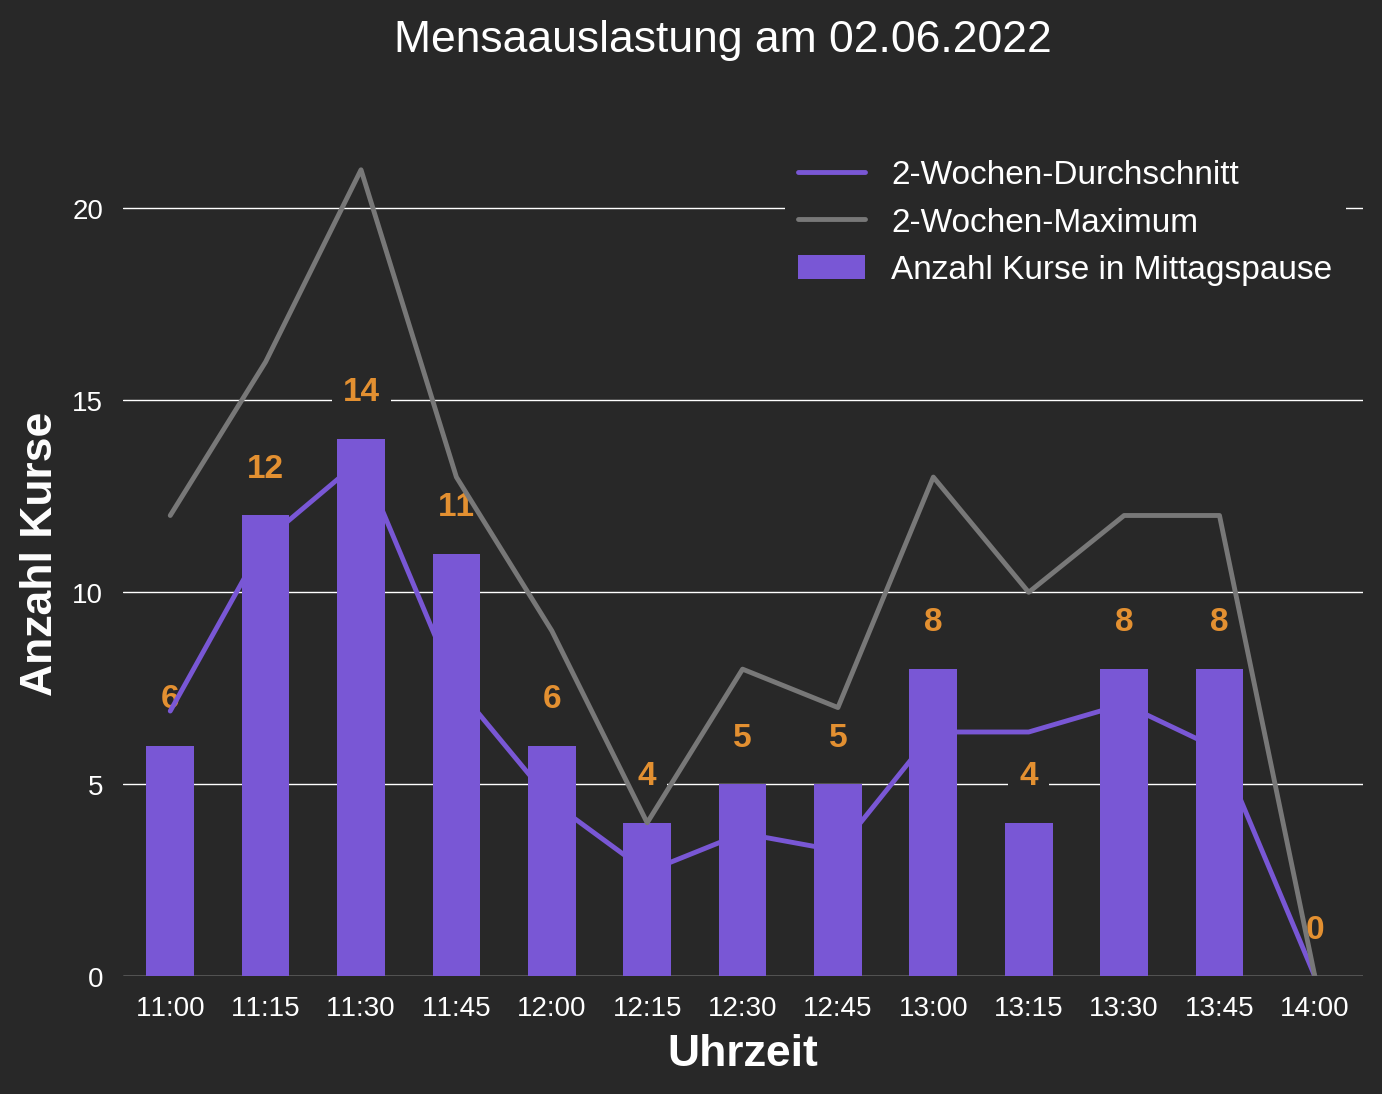 Mensaauslastung am 02.06.2022
2-Wochen-Durchschnitt
2-Wochen-Maximum
Anzahl Kurse in Mittagspause
Anzahl Kurse
20
15
10
5
0
6
12
14
11
6
4
5
5
8
4
8
8
0
11:00 11:15 11:30 11:45 12:00 12:15 12:30 12:45 13:00 13:15 13:30 13:45 14:00
Uhrzeit